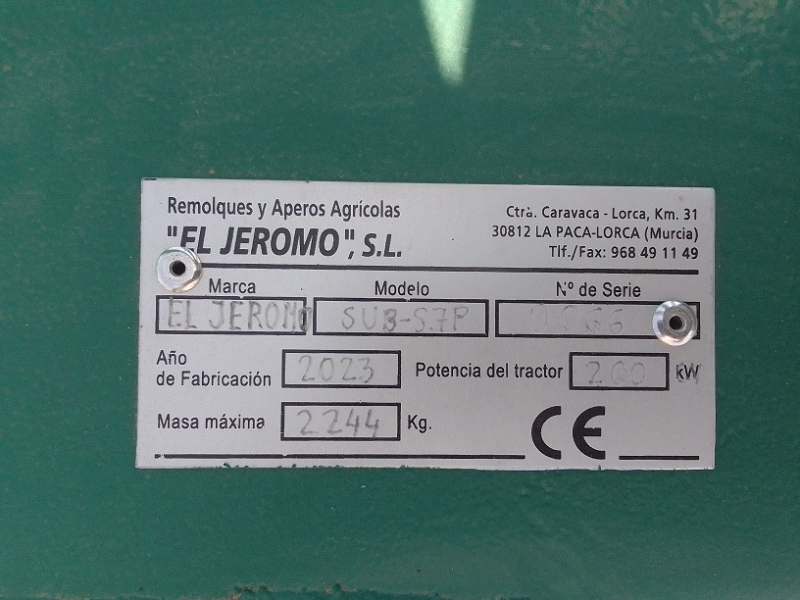 Remolques y Aperos Agrícolas
"EL JEROMO", S.L.
Ctrà. Caravaca - Lorca, Km. 31
30812 LA PACA-LORCA (Murcia)
Tlf./Fax: 968 49 11 49
Marca Modelo Nº de Serie
EL JEROMO SUB-S.7P
Año
de Fabricación 2023 Potencia del tractor 200 kW
Masa máxima 2244 Kg.
CE